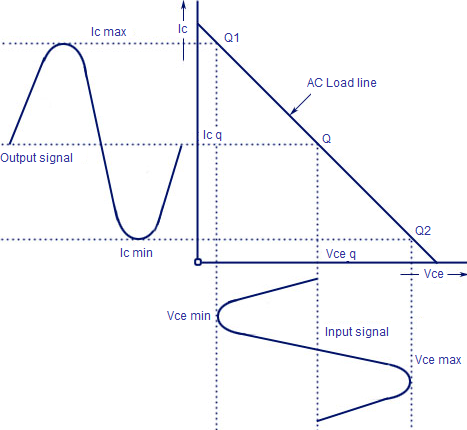 Ic max
Ic
Q1
AC Load line
Ic q
Q
Output signal
Q2
Ic min
Vce q
Vce
Vce min
Input signal
Vce max